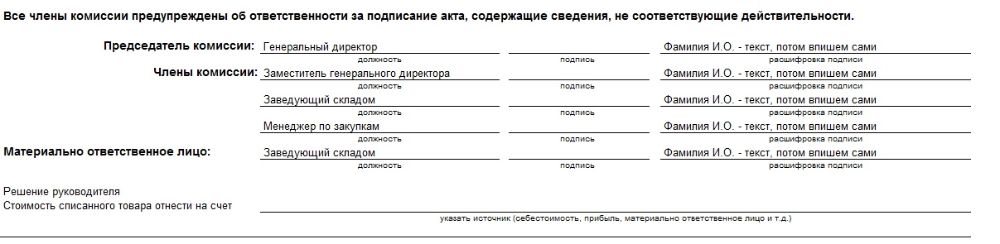 Все члены комиссии предупреждены об ответственности за подписание акта, содержащие сведения, не соответствующие действительности.
Председатель комиссии: Генеральный директор Фамилия И.О. - текст, потом впишем сами
должность подпись расшифровка подписи
Члены комиссии: Заместитель генерального директора Фамилия И.О. - текст, потом впишем сами
должность подпись расшифровка подписи
Заведующий складом Фамилия И.О. - текст, потом впишем сами
должность подпись расшифровка подписи
Менеджер по закупкам Фамилия И.О. - текст, потом впишем сами
должность подпись расшифровка подписи
Материально ответственное лицо: Заведующий складом Фамилия И.О. - текст, потом впишем сами
должность подпись расшифровка подписи
Решение руководителя
Стоимость списанного товара отнести на счет
указать источник (себестоимость, прибыль, материально ответственное лицо и т.д.)